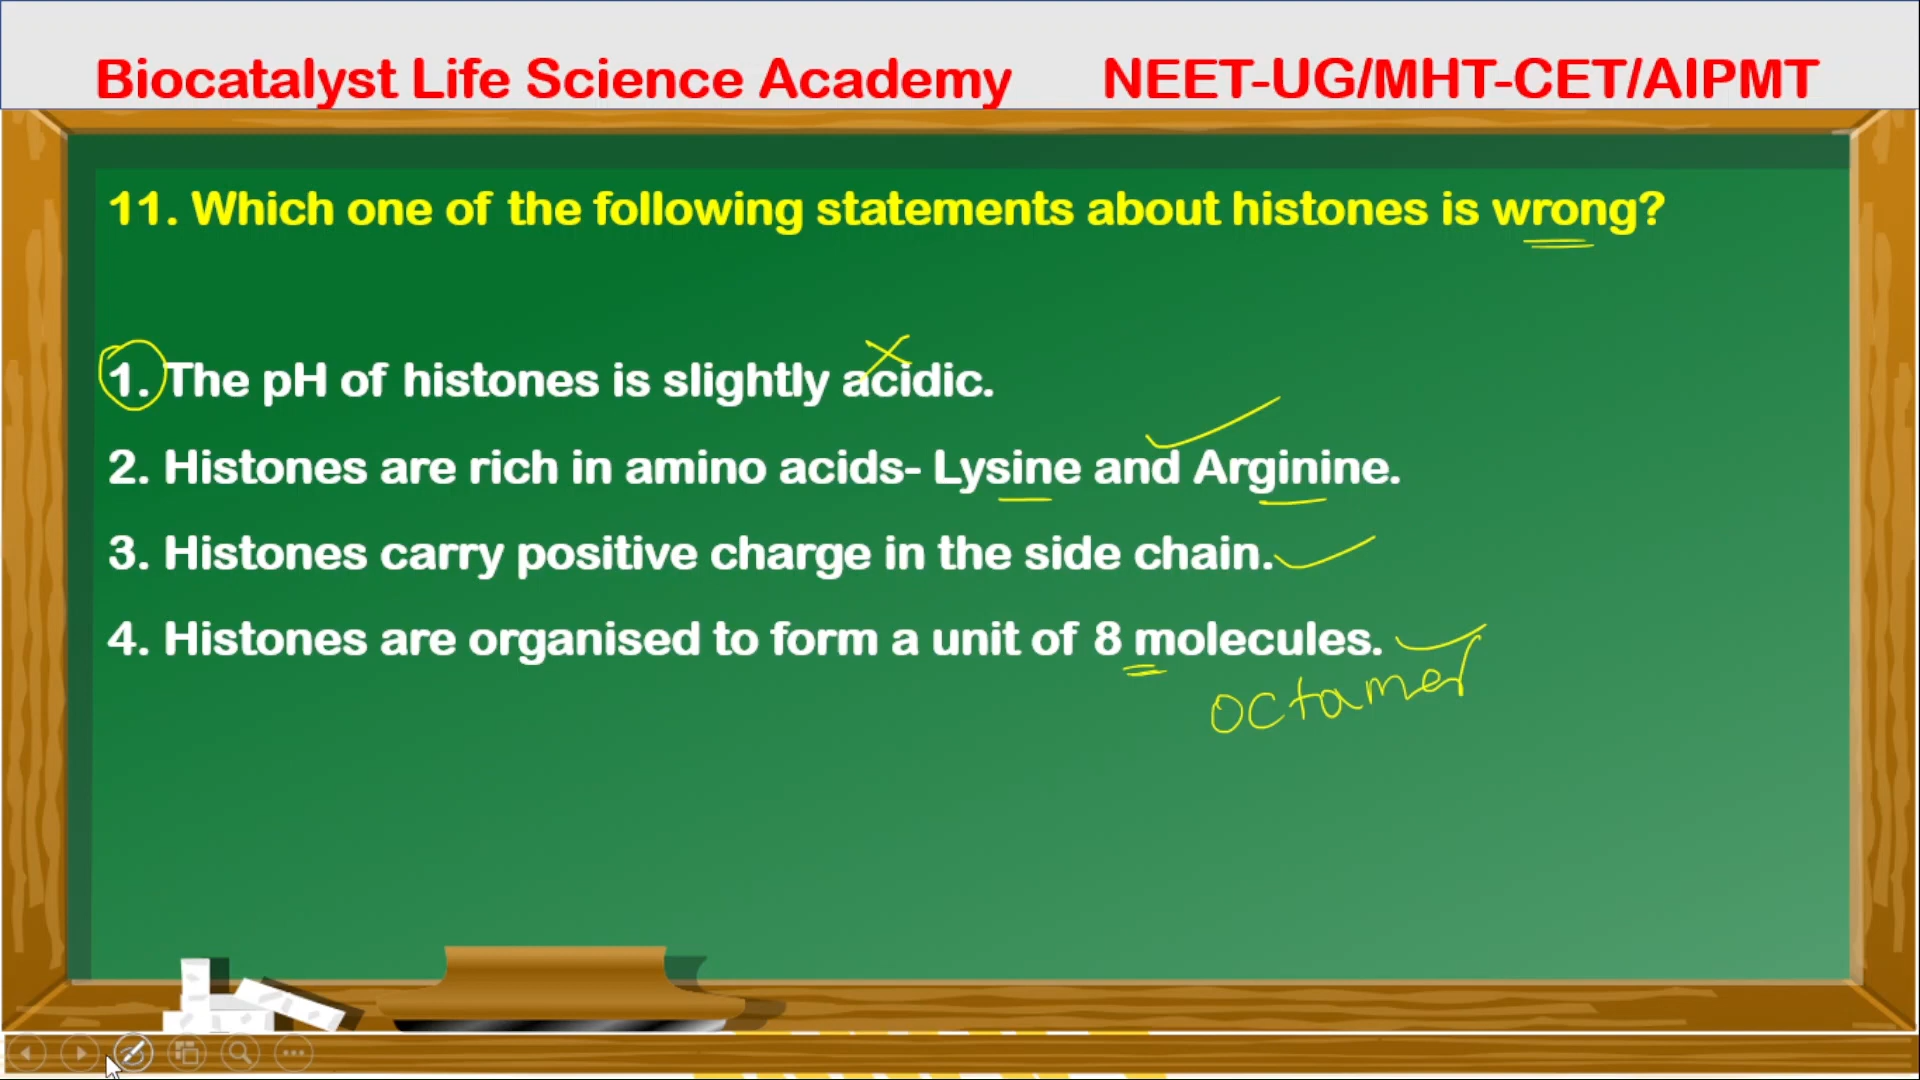 Biocatalyst Life Science Academy NEET-UG/MHT-CET/AIPMT
11. Which one of the following statements about histones is wrong?
1. The pH of histones is slightly acidic.
2. Histones are rich in amino acids- Lysine and Arginine.
3. Histones carry positive charge in the side chain.
4. Histones are organised to form a unit of 8 molecules.
octamer